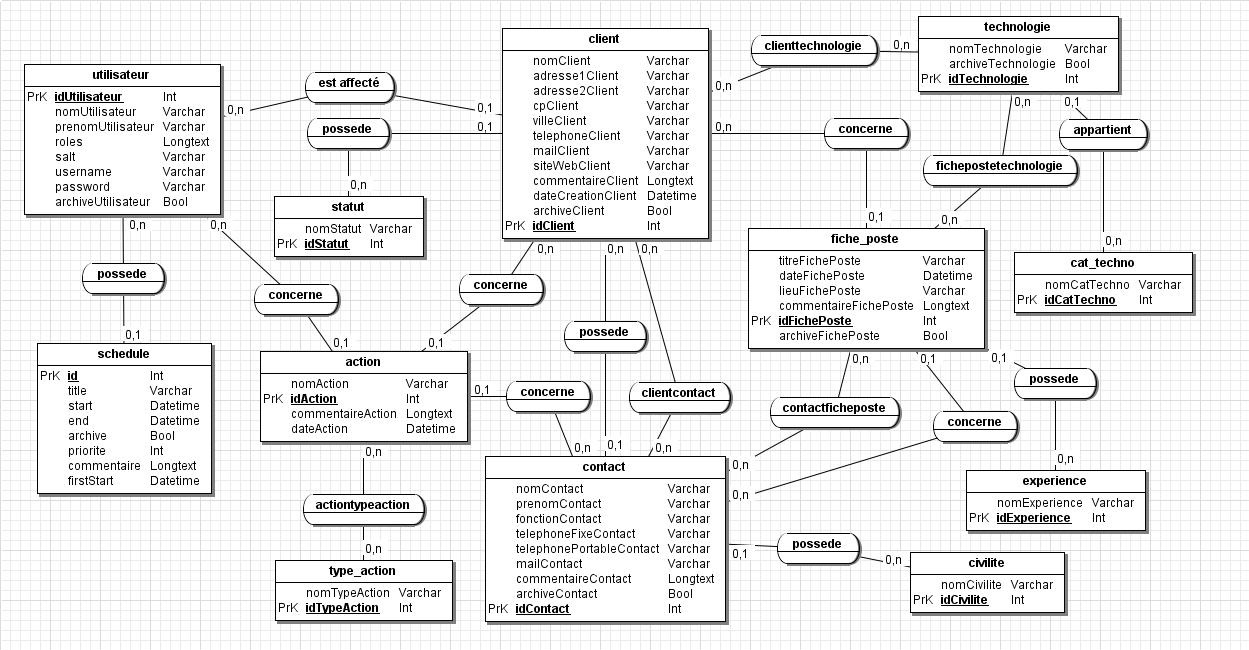 utilisateur
PrK idUtilisateur Int
nomUtilisateur Varchar
prenomUtilisateur Varchar
roles Longtext
salt Varchar
username Varchar
password Varchar
archiveUtilisateur Bool
est affecté
0,n
0,1
possede
0,1
0,n
statut
nomStatut Varchar
PrK idStatut Int
client
nomClient Varchar
adresse1Client Varchar
adresse2Client Varchar
cpClient Varchar
villeClient Varchar
telephoneClient Varchar
mailClient Varchar
siteWebClient Varchar
commentaireClient Longtext
dateCreationClient Datetime
archiveClient Bool
PrK idClient Int
clienttechnologie
0,n
0,n
technologie
nomTechnologie Varchar
archiveTechnologie Bool
PrK idTechnologie Int
0,n
concerne
0,1
0,n
fichepostetechnologie
0,n
0,1
appartient
0,n
cat_techno
nomCatTechno Varchar
PrK idCatTechno Int
fiche_poste
titreFichePoste Varchar
dateFichePoste Datetime
lieuFichePoste Varchar
commentaireFichePoste Longtext
PrK idFichePoste Int
archiveFichePoste Bool
0,n
possede
0,1
schedule
PrK id Int
title Varchar
start Datetime
end Datetime
archive Bool
priorite Int
commentaire Longtext
firstStart Datetime
0,n
concerne
0,1
0,n
concerne
0,1
action
nomAction Varchar
PrK idAction Int
commentaireAction Longtext
dateAction Datetime
0,1
concerne
0,n
0,n
possede
0,1
0,n
clientcontact
0,n
0,n
actiontypeaction
0,n
type_action
nomTypeAction Varchar
PrK idTypeAction Int
contact
nomContact Varchar
prenomContact Varchar
fonctionContact Varchar
telephoneFixeContact Varchar
telephonePortableContact Varchar
mailContact Varchar
commentaireContact Longtext
archiveContact Bool
PrK idContact Int
0,n
contactficheposte
0,n
0,1
concerne
0,n
0,1
possede
0,n
experience
nomExperience Varchar
PrK idExperience Int
0,1
possede
0,n
civilite
nomCivilite Varchar
PrK idCivilite Int